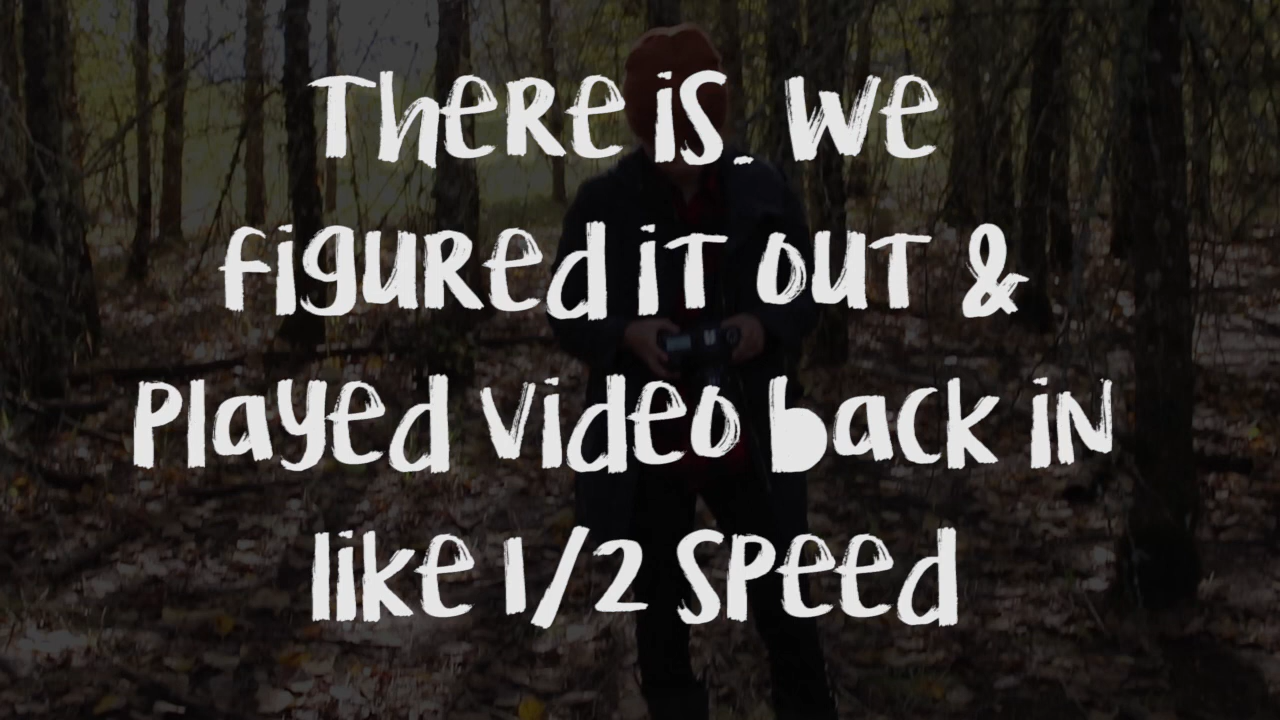 There is. We
figured it out &
Played video back in
like 1/2 speed